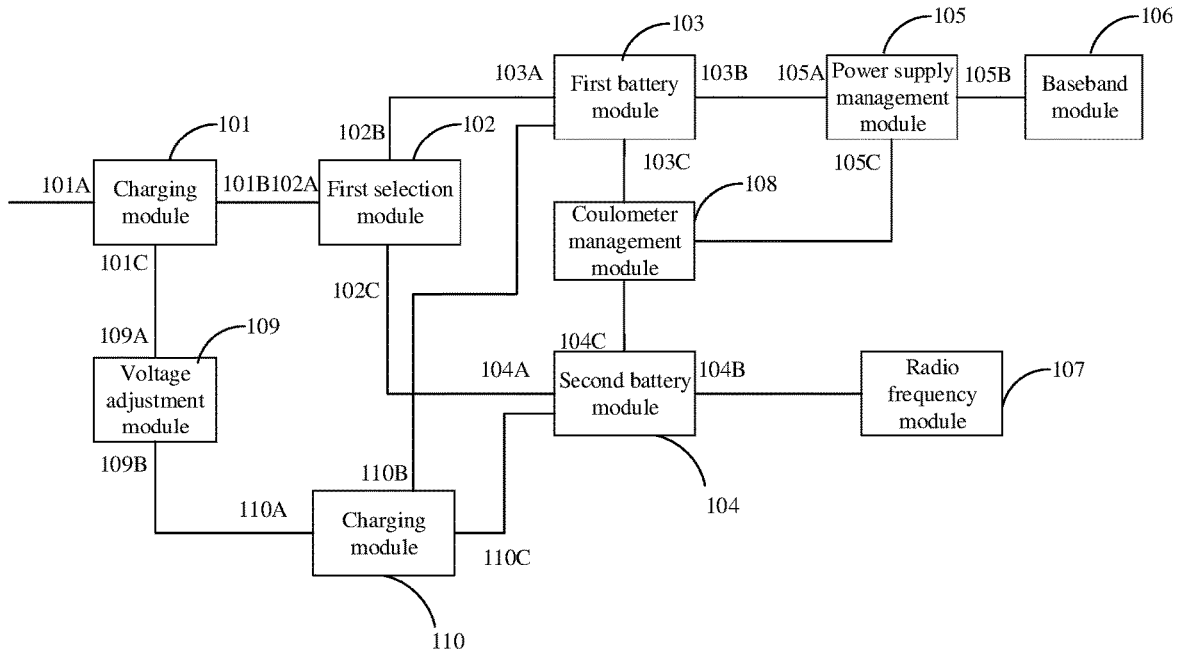 103
105
106
103A
First battery
module
103B
105A
Power supply
management
module
105B
Baseband
module
101
102B
102
103C
105C
101A
Charging
module
101B
102A
First selection
module
108
Coulometer
management
module
101C
102C
109A
109
104C
Voltage
adjustment
module
104A
Second battery
module
104B
Radio
frequency
module
107
109B
110B
104
110A
Charging
module
110C
110